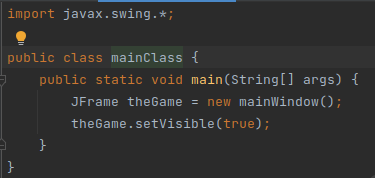 import javax.swing.*;
public class mainClass {
    public static void main(String[] args) {
        JFrame theGame = new mainWindow();
        theGame.setVisible(true);
    }
}